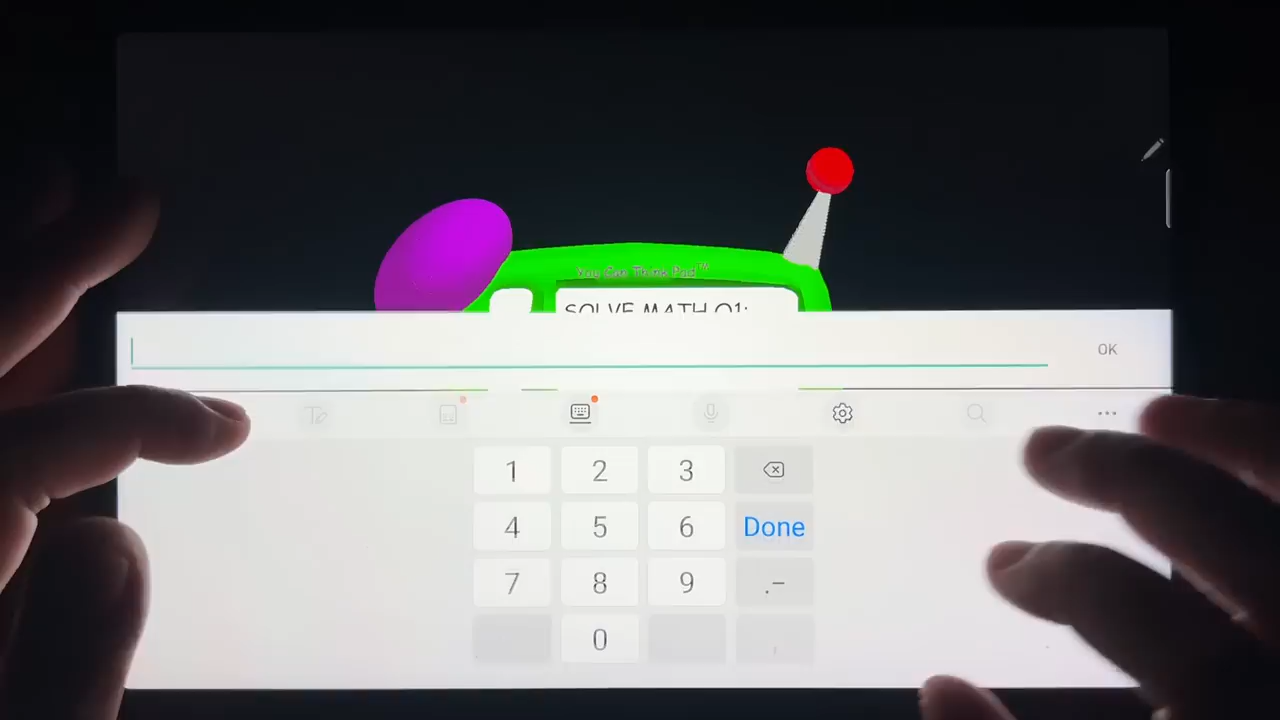 You Can Think Pad™
SOLVE MATH Q1:
OK
1 2 3
4 5 6 Done
7 8 9 .-
0 ,